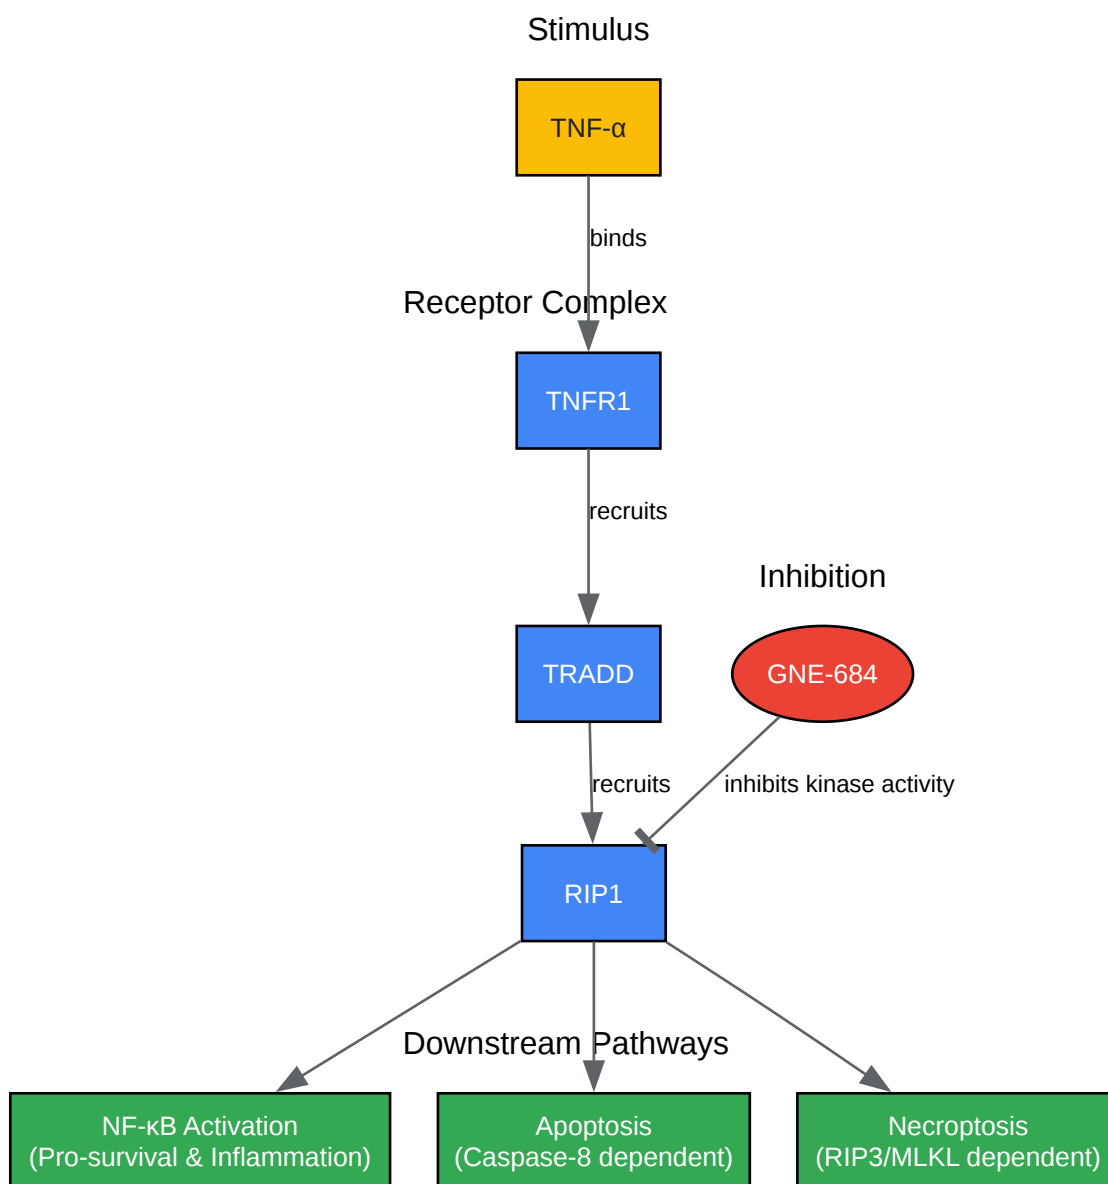 Stimulus
TNF-α
binds
Receptor Complex
TNFR1
recruits
Inhibition
TRADD
GNE-684
recruits
inhibits kinase activity
RIP1
Downstream Pathways
NF-κB Activation
(Pro-survival & Inflammation)
Apoptosis
(Caspase-8 dependent)
Necroptosis
(RIP3/MLKL dependent)